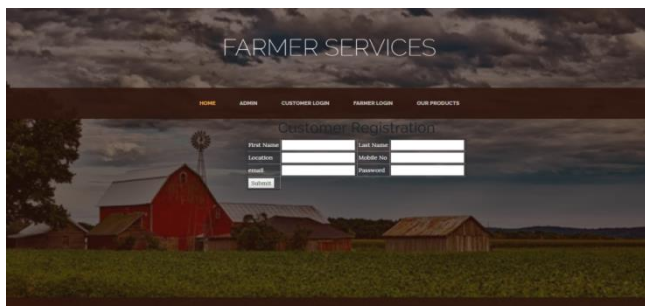 FARMER SERVICES
HOME ADMIN CUSTOMER LOGIN FARMER LOGIN OUR PRODUCTS
Customer Registration
First Name Last Name
Location Mobile No
email Password
Submit